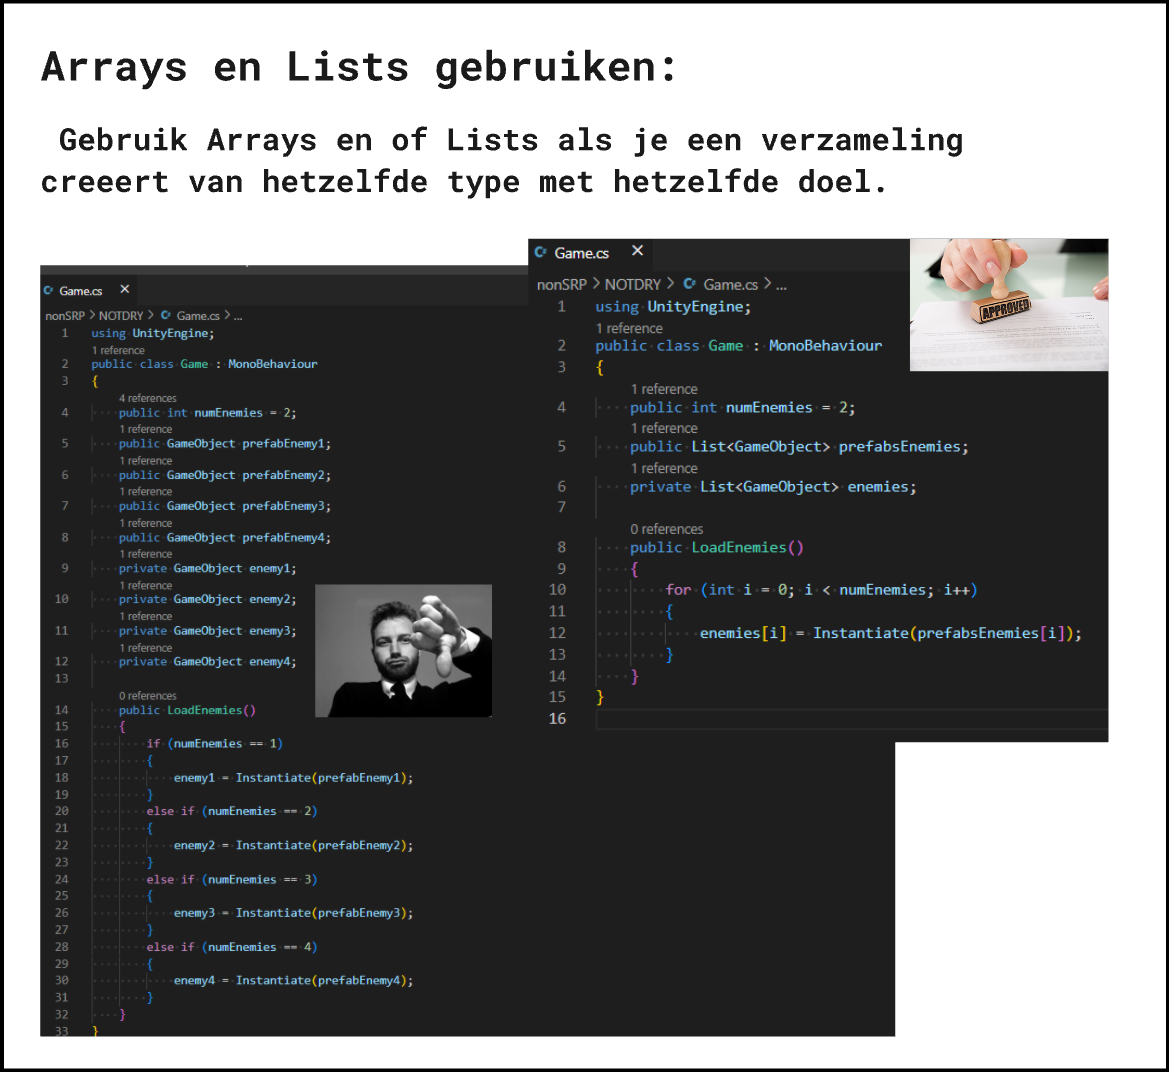 Arrays en Lists gebruiken:
Gebruik Arrays en of Lists als je een verzameling
creeert van hetzelfde type met hetzelfde doel.
Game.cs
nonSRP > NOTDRY > Game.cs > ...
1 using UnityEngine;
1 reference
2 public class Game : MonoBehaviour
3 {
4 references
4 public int numEnemies = 2;
1 reference
5 public GameObject prefabEnemy1;
1 reference
6 public GameObject prefabEnemy2;
1 reference
7 public GameObject prefabEnemy3;
1 reference
8 public GameObject prefabEnemy4;
1 reference
9 private GameObject enemy1;
1 reference
10 private GameObject enemy2;
1 reference
11 private GameObject enemy3;
1 reference
12 private GameObject enemy4;
13
0 references
14 public LoadEnemies()
15 {
16 if (numEnemies == 1)
17 {
18 enemy1 = Instantiate(prefabEnemy1);
19 }
20 else if (numEnemies == 2)
21 {
22 enemy2 = Instantiate(prefabEnemy2);
23 }
24 else if (numEnemies == 3)
25 {
26 enemy3 = Instantiate(prefabEnemy3);
27 }
28 else if (numEnemies == 4)
29 {
30 enemy4 = Instantiate(prefabEnemy4);
31 }
32 }
33 }
Game.cs
nonSRP > NOTDRY > Game.cs > ...
1 using UnityEngine;
1 reference
2 public class Game : MonoBehaviour
3 {
1 reference
4 public int numEnemies = 2;
1 reference
5 public List<GameObject> prefabsEnemies;
1 reference
6 private List<GameObject> enemies;
7
0 references
8 public LoadEnemies()
9 {
10 for (int i = 0; i < numEnemies; i++)
11 {
12 enemies[i] = Instantiate(prefabsEnemies[i]);
13 }
14 }
15 }
16
APPROVED